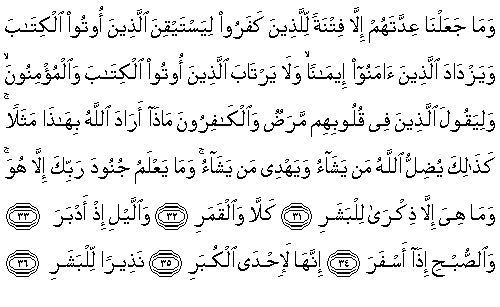 وَمَا جَعَلْنَا عِدَّتَهُمْ إِلَّا فِتْنَةً لِّلَّذِينَ كَفَرُوا۟ لِيَسْتَيْقِنَ ٱلَّذِينَ أُوتُوا۟ ٱلْكِتَـٰبَ
وَيَزْدَادَ ٱلَّذِينَ ءَامَنُوٓا۟ إِيمَـٰنًا ۙ وَلَا يَرْتَابَ ٱلَّذِينَ أُوتُوا۟ ٱلْكِتَـٰبَ وَٱلْمُؤْمِنُونَ ۙ
وَلِيَقُولَ ٱلَّذِينَ فِى قُلُوبِهِم مَّرَضٌ وَٱلْكَـٰفِرُونَ مَاذَآ أَرَادَ ٱللَّهُ بِهَـٰذَا مَثَلًا ۚ
كَذَٰلِكَ يُضِلُّ ٱللَّهُ مَن يَشَآءُ وَيَهْدِى مَن يَشَآءُ ۚ وَمَا يَعْلَمُ جُنُودَ رَبِّكَ إِلَّا هُوَ ۚ
وَمَا هِىَ إِلَّا ذِكْرَىٰ لِلْبَشَرِ ٣١ كَلَّا وَٱلْقَمَرِ ٣٢ وَٱلَّيْلِ إِذْ أَدْبَرَ ٣٣
وَٱلصُّبْحِ إِذَآ أَسْفَرَ ٣٤ إِنَّهَا لَإِحْدَى ٱلْكُبَرِ ٣٥ نَذِيرًا لِّلْبَشَرِ ٣٦